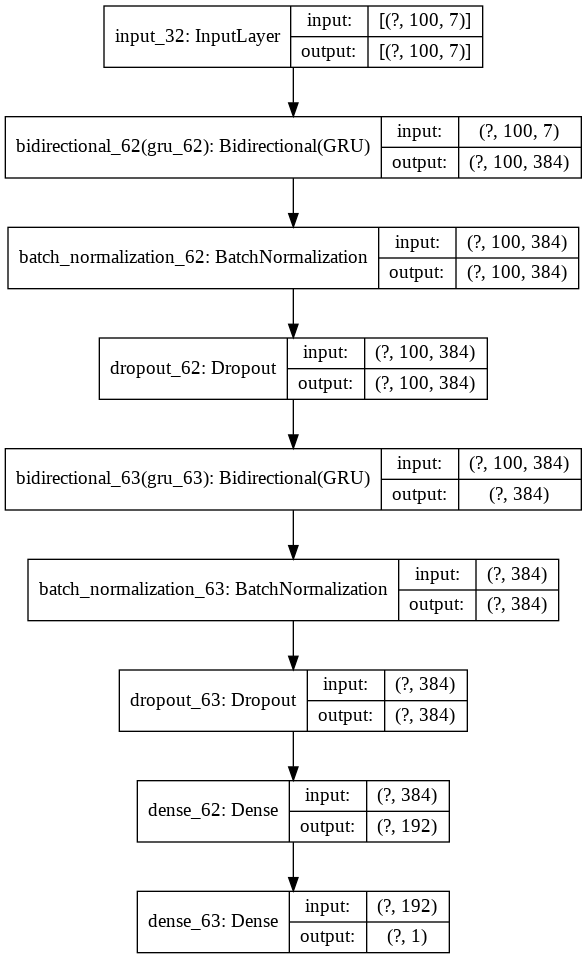 input_32: InputLayer
input: [(?, 100, 7)]
output: [(?, 100, 7)]
bidirectional_62(gru_62): Bidirectional(GRU)
input: (?, 100, 7)
output: (?, 100, 384)
batch_normalization_62: BatchNormalization
input: (?, 100, 384)
output: (?, 100, 384)
dropout_62: Dropout
input: (?, 100, 384)
output: (?, 100, 384)
bidirectional_63(gru_63): Bidirectional(GRU)
input: (?, 100, 384)
output: (?, 384)
batch_normalization_63: BatchNormalization
input: (?, 384)
output: (?, 384)
dropout_63: Dropout
input: (?, 384)
output: (?, 384)
dense_62: Dense
input: (?, 384)
output: (?, 192)
dense_63: Dense
input: (?, 192)
output: (?, 1)